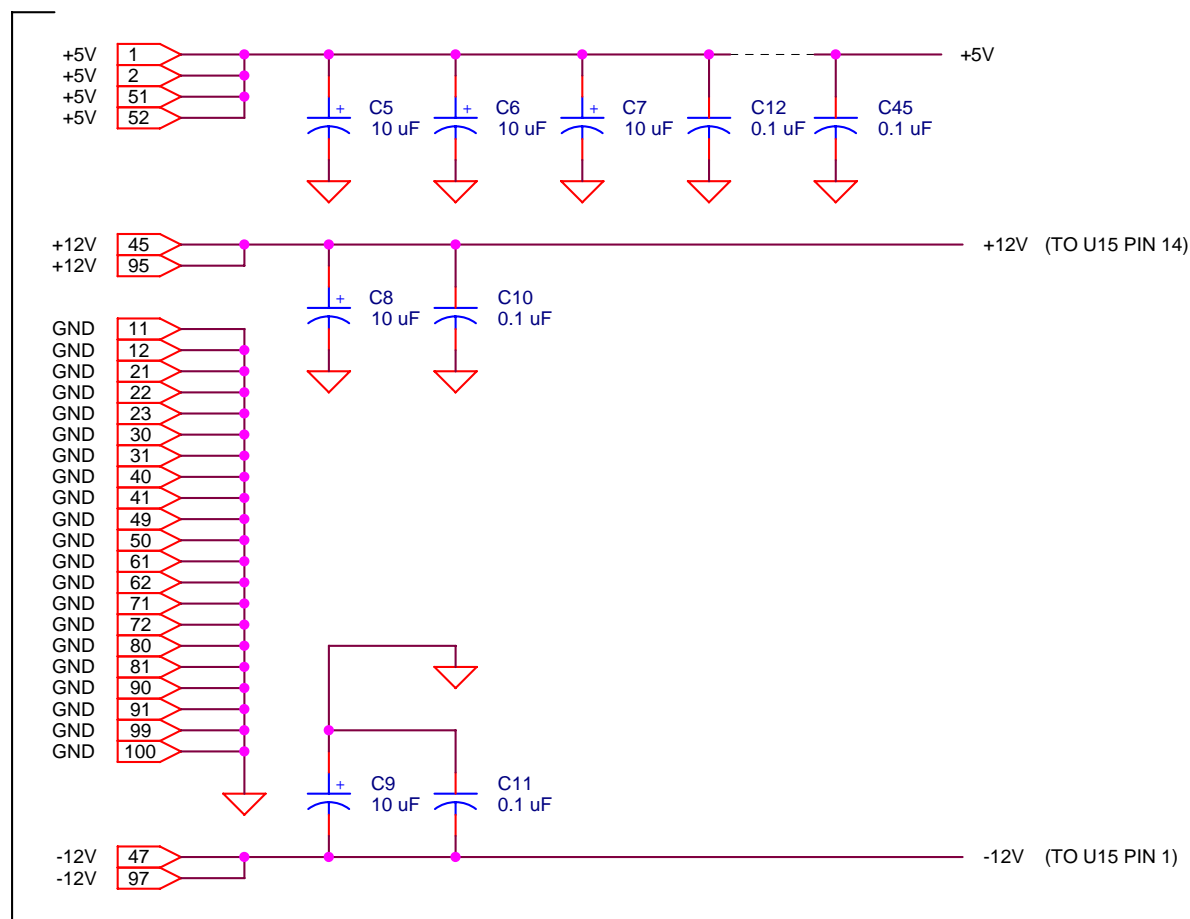 +5V 1 +5V
+5V 2
+5V 51
+5V 52
+ C5 + C6 + C7 C12 C45
10 uF 10 uF 10 uF 0.1 uF 0.1 uF
+12V 45 +12V (TO U15 PIN 14)
+12V 95
+ C8 C10
10 uF 0.1 uF
GND 11
GND 12
GND 21
GND 22
GND 23
GND 30
GND 31
GND 40
GND 41
GND 49
GND 50
GND 61
GND 62
GND 71
GND 72
GND 80
GND 81
GND 90
GND 91
GND 99
GND 100
+ C9 C11
10 uF 0.1 uF
-12V 47 -12V (TO U15 PIN 1)
-12V 97